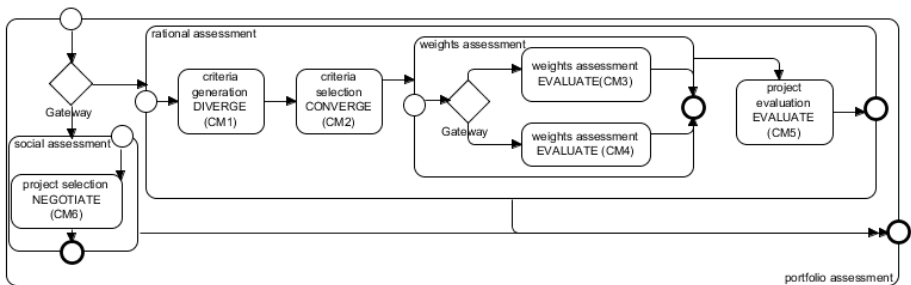 rational assessment
weights assessment
criteria
generation
DIVERGE
(CM1)
criteria
selection
CONVERGE
(CM2)
weights assessment
EVALUATE(CM3)
project
evaluation
EVALUATE
(CM5)
Gateway
Gateway
weights assessment
EVALUATE (CM4)
social assessment
project selection
NEGOTIATE
(CM6)
portfolio assessment